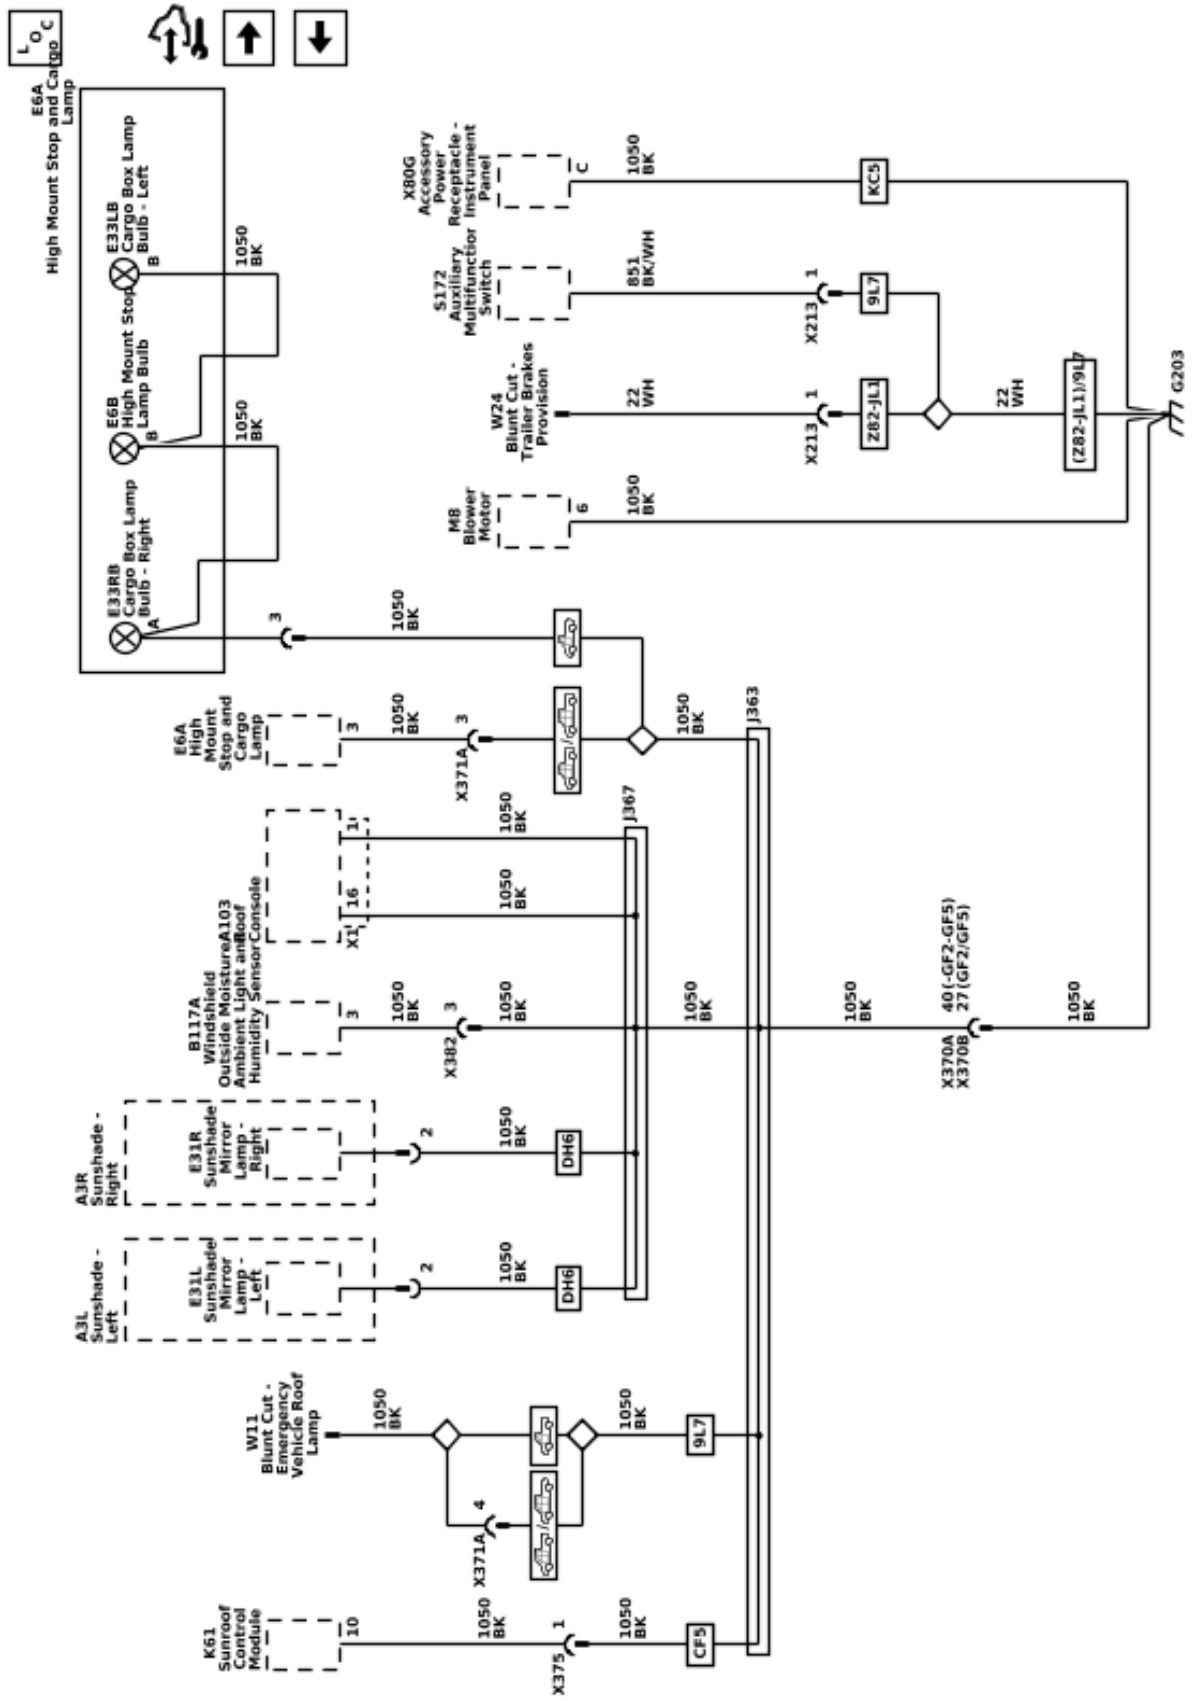 L
O
C
E6A
High Mount Stop and Cargo
Lamp
E33RB
Cargo Box Lamp
Bulb - Right
A
E6B
High Mount Stop
Lamp Bulb
B
E33LB
Cargo Box Lamp
Bulb - Left
B
1050
BK
1050
BK
3
1050
BK
K61
Sunroof
Control
Module
10
1050
BK
X375
1
1050
BK
CF5
W11
Blunt Cut -
Emergency
Vehicle Roof
Lamp
1050
BK
X371A
4
/
1050
BK
9L7
A3L
Sunshade -
Left
E31L
Sunshade
Mirror
Lamp -
Left
2
1050
BK
DH6
A3R
Sunshade -
Right
E31R
Sunshade
Mirror
Lamp -
Right
2
1050
BK
DH6
B117A
Windshield
Outside Moisture
Ambient Light and
Humidity Sensor
3
1050
BK
X382
3
1050
BK
A103
Roof
Console
X1
16
1
1050
BK
1050
BK
J367
1050
BK
E6A
High
Mount
Stop and
Cargo
Lamp
3
1050
BK
X371A
3
/
1050
BK
J363
1050
BK
X370A
X370B
40(-GF2-GF5)
27(GF2/GF5)
1050
BK
M8
Blower
Motor
6
1050
BK
W24
Blunt Cut -
Trailer Brakes
Provision
22
WH
X213
1
Z82-JL1
S172
Auxiliary
Multifunction
Switch
851
BK/WH
X213
1
9L7
22
WH
(Z82-JL1)/9L7
X80G
Accessory
Power
Receptacle -
Instrument
Panel
C
1050
BK
KC5
G203